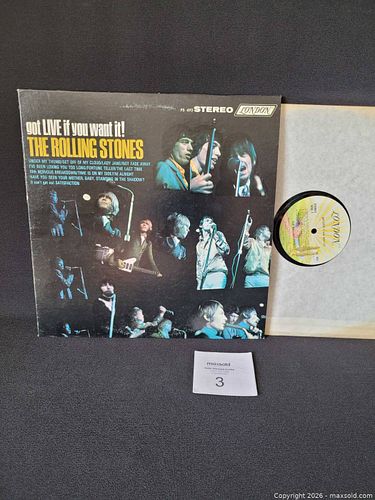 PS 493 STEREO LONDON
got LIVE if you want it!
THE ROLLING STONES
UNDER MY THUMB/GET OFF OF MY CLOUD/LADY JANE/NOT FADE AWAY
I'VE BEEN LOVING YOU TOO LONG/FORTUNE TELLER/THE LAST TIME
19th NERVOUS BREAKDOWN/TIME IS ON MY SIDE/I'M ALRIGHT
HAVE YOU SEEN YOUR MOTHER, BABY, STANDING IN THE SHADOW?
(I can't get no) SATISFACTION
LONDON
maxsold
3
Copyright © 2026 - maxsold.com